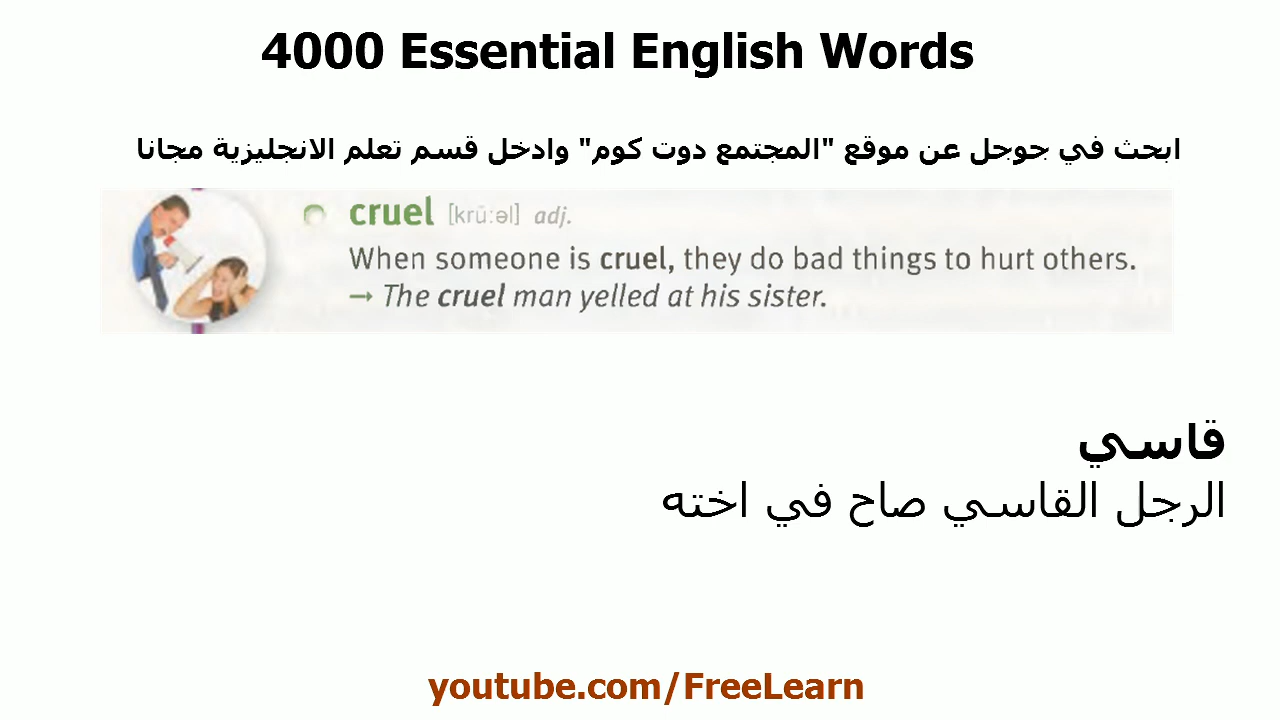 4000 Essential English Words
ابحث في جوجل عن موقع "المجتمع دوت كوم" وادخل قسم تعلم الانجليزية مجانا
cruel [krúːəl] adj.
When someone is cruel, they do bad things to hurt others.
→ The cruel man yelled at his sister.
قاسي
الرجل القاسي صاح في اخته
youtube.com/FreeLearn